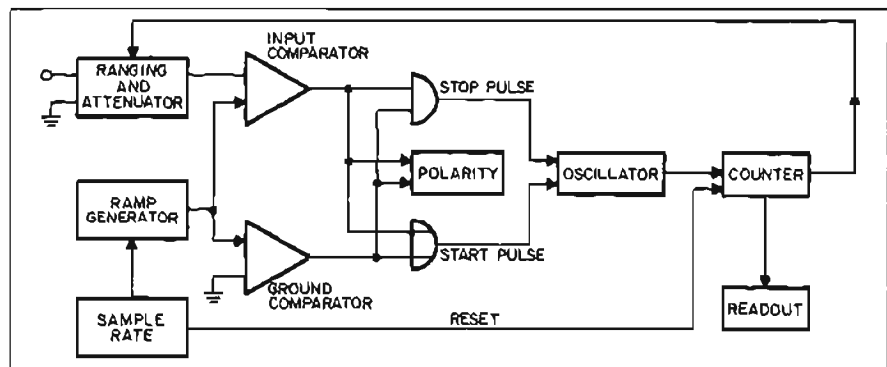 INPUT
COMPARATOR
RANGING
AND
ATTENUATOR
STOP PULSE
POLARITY
OSCILLATOR
COUNTER
RAMP
GENERATOR
START PULSE
GROUND
COMPARATOR
READOUT
SAMPLE
RATE
RESET